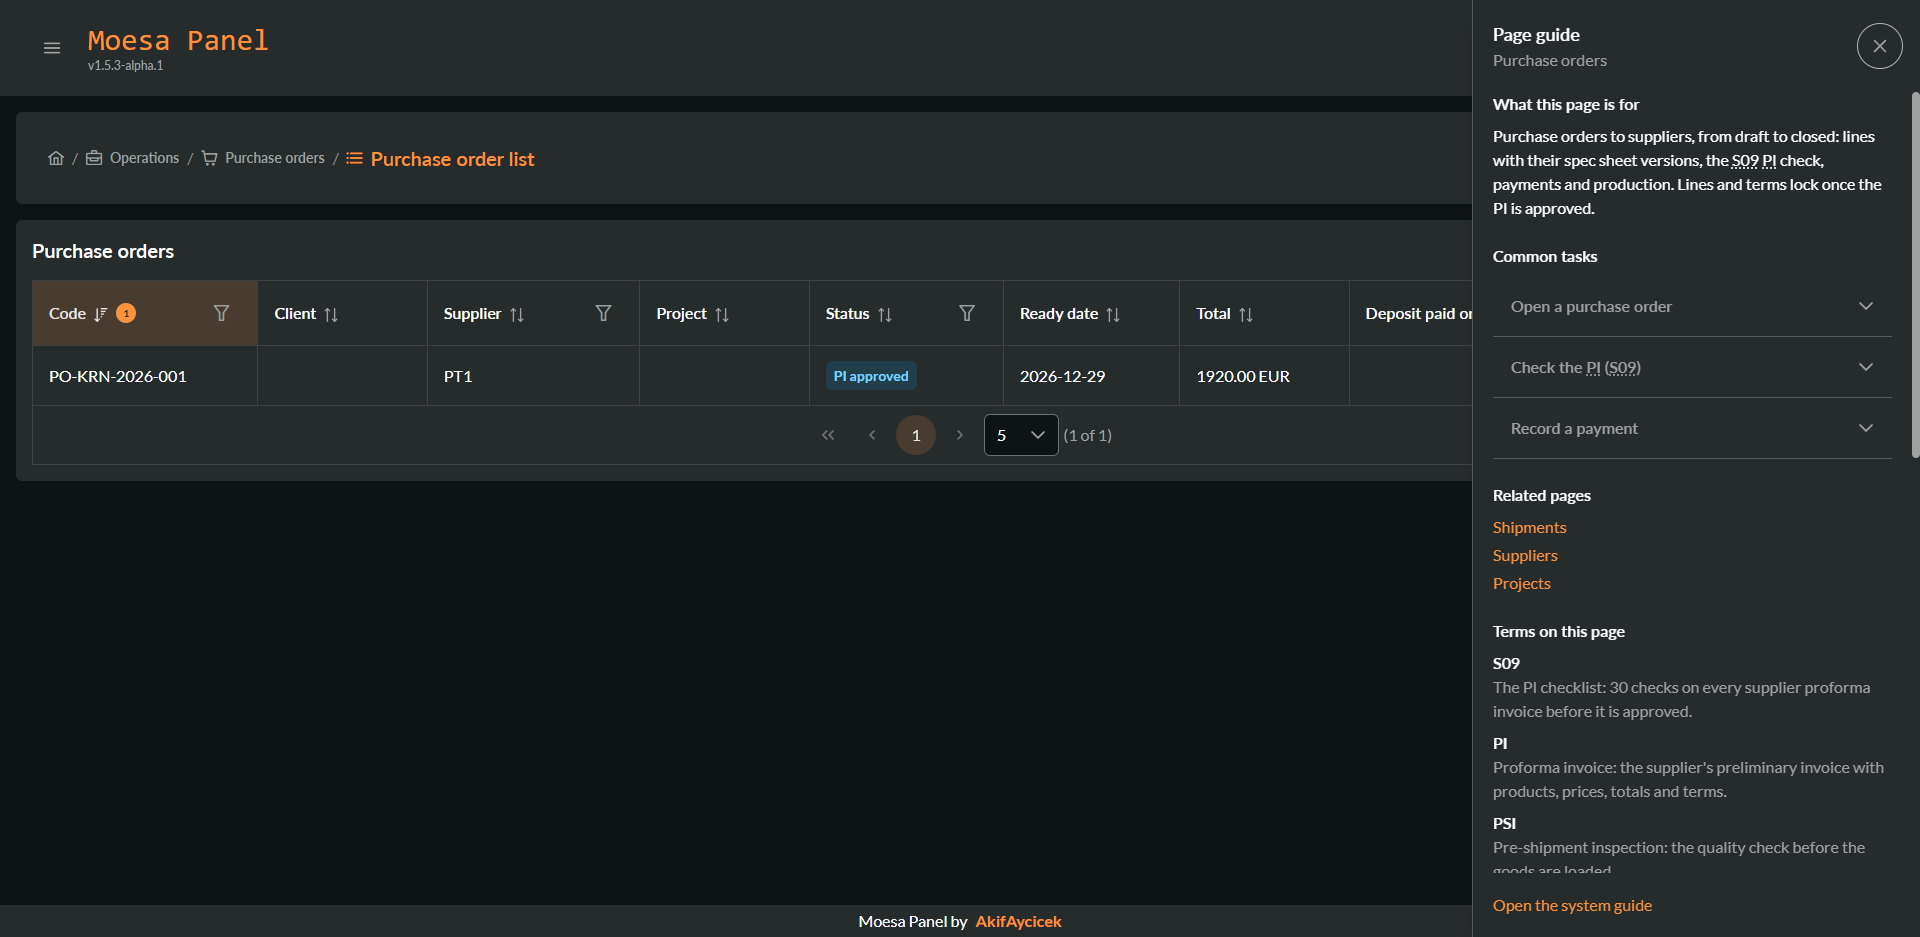 Moesa Panel
v1.5.3-alpha.1
/ Operations / Purchase orders / Purchase order list
Purchase orders
Code 1 Client Supplier Project Status Ready date Total Deposit paid or
PO-KRN-2026-001 PT1 PI approved 2026-12-29 1920.00 EUR
1 5 (1 of 1)
Moesa Panel by AkifAycicek
Page guide
Purchase orders
What this page is for
Purchase orders to suppliers, from draft to closed: lines
with their spec sheet versions, the S09 PI check,
payments and production. Lines and terms lock once the
PI is approved.
Common tasks
Open a purchase order
Check the PI (S09)
Record a payment
Related pages
Shipments
Suppliers
Projects
Terms on this page
S09
The PI checklist: 30 checks on every supplier proforma
invoice before it is approved.
PI
Proforma invoice: the supplier's preliminary invoice with
products, prices, totals and terms.
PSI
Pre-shipment inspection: the quality check before the
goods are loaded
Open the system guide